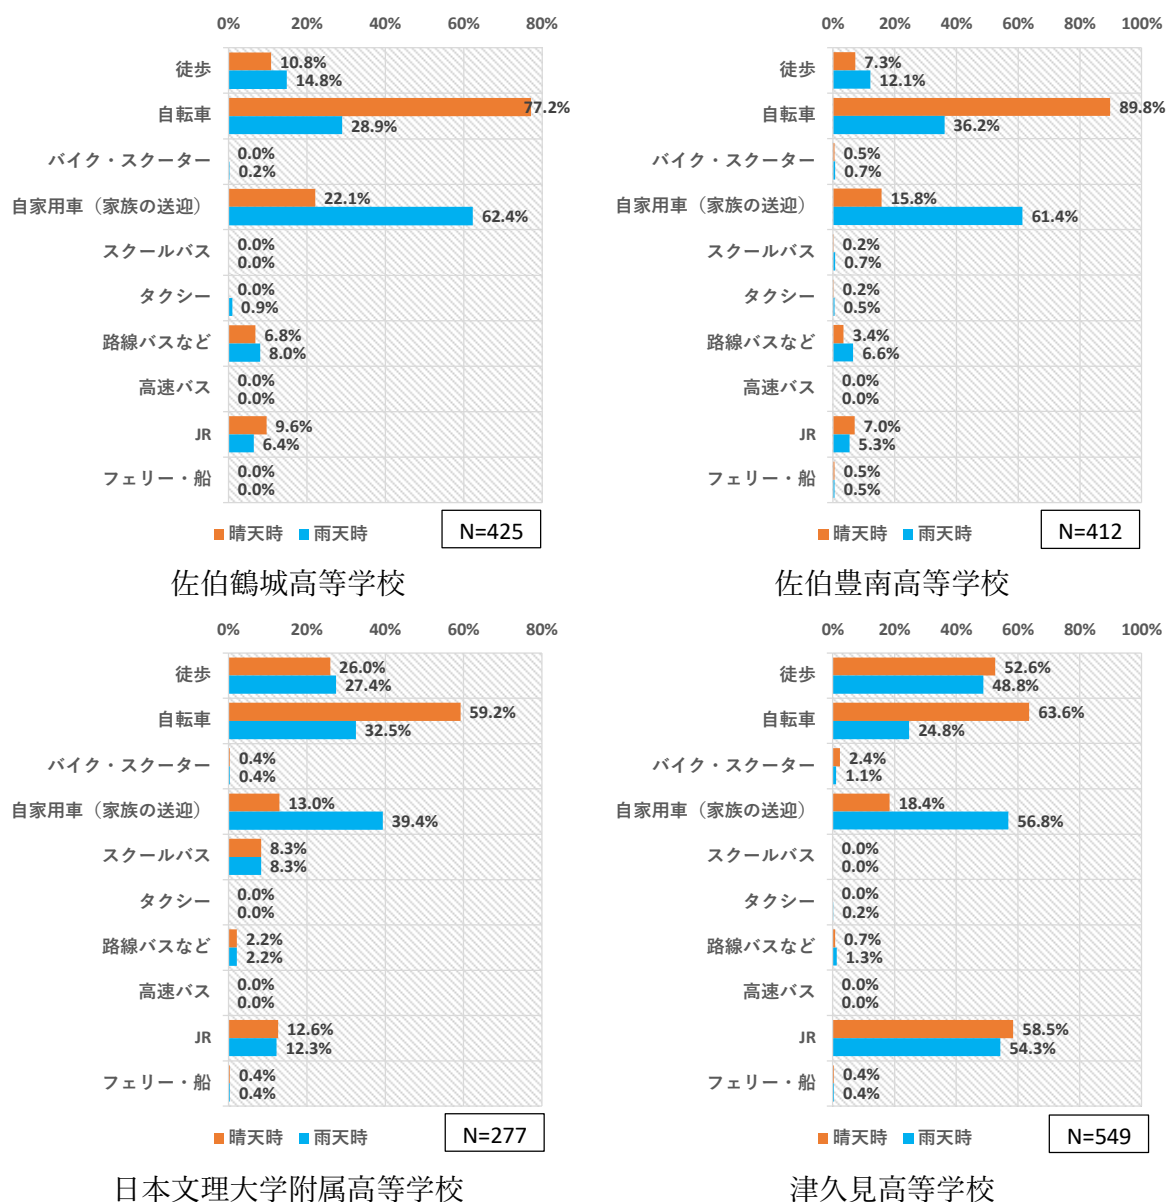 0% 20% 40% 60% 80%
徒歩 10.8% 14.8%
自転車 77.2% 28.9%
バイク・スクーター 0.0% 0.2%
自家用車（家族の送迎） 22.1% 62.4%
スクールバス 0.0% 0.0%
タクシー 0.0% 0.9%
路線バスなど 6.8% 8.0%
高速バス 0.0% 0.0%
JR 9.6% 6.4%
フェリー・船 0.0% 0.0%
晴天時 雨天時 N=425
佐伯鶴城高等学校
0% 20% 40% 60% 80% 100%
徒歩 7.3% 12.1%
自転車 89.8% 36.2%
バイク・スクーター 0.5% 0.7%
自家用車（家族の送迎） 15.8% 61.4%
スクールバス 0.2% 0.7%
タクシー 0.2% 0.5%
路線バスなど 3.4% 6.6%
高速バス 0.0% 0.0%
JR 7.0% 5.3%
フェリー・船 0.5% 0.5%
晴天時 雨天時 N=412
佐伯豊南高等学校
0% 20% 40% 60% 80%
徒歩 26.0% 27.4%
自転車 59.2% 32.5%
バイク・スクーター 0.4% 0.4%
自家用車（家族の送迎） 13.0% 39.4%
スクールバス 8.3% 8.3%
タクシー 0.0% 0.0%
路線バスなど 2.2% 2.2%
高速バス 0.0% 0.0%
JR 12.6% 12.3%
フェリー・船 0.4% 0.4%
晴天時 雨天時 N=277
日本文理大学附属高等学校
0% 20% 40% 60% 80% 100%
徒歩 52.6% 48.8%
自転車 63.6% 24.8%
バイク・スクーター 2.4% 1.1%
自家用車（家族の送迎） 18.4% 56.8%
スクールバス 0.0% 0.0%
タクシー 0.0% 0.2%
路線バスなど 0.7% 1.3%
高速バス 0.0% 0.0%
JR 58.5% 54.3%
フェリー・船 0.4% 0.4%
晴天時 雨天時 N=549
津久見高等学校